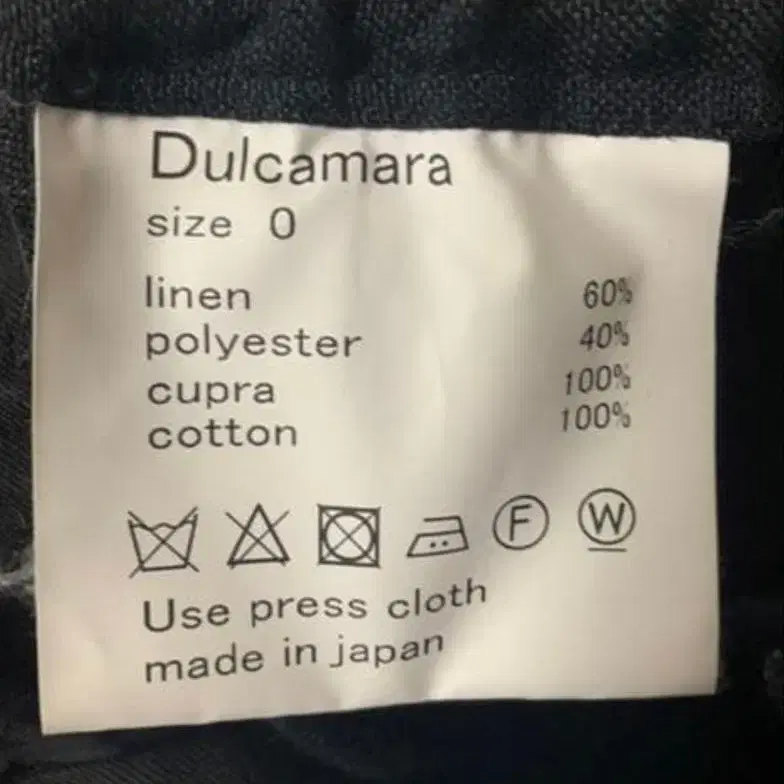 Dulcamara
size 0
linen 60%
polyester 40%
cupra 100%
cotton 100%
F W
Use press cloth
made in japan